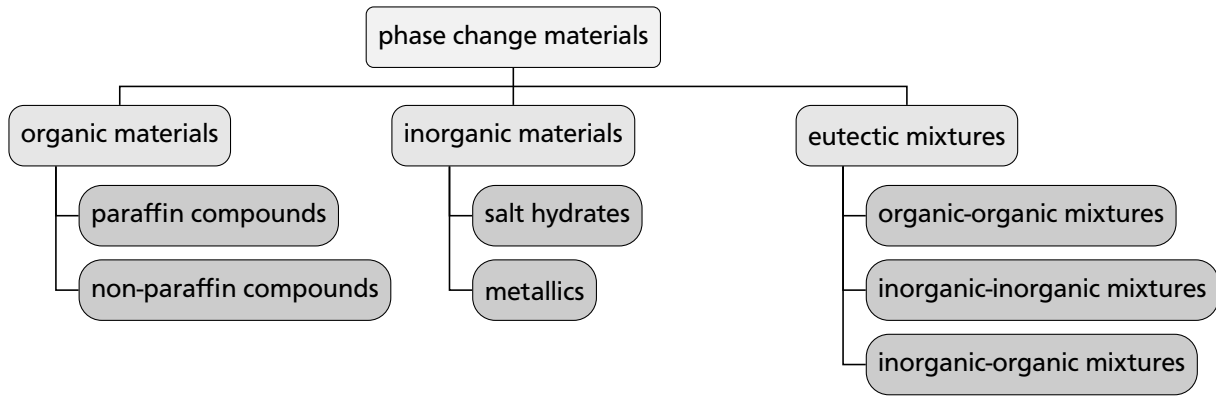 phase change materials
organic materials
paraffin compounds
non-paraffin compounds
inorganic materials
salt hydrates
metallics
eutectic mixtures
organic-organic mixtures
inorganic-inorganic mixtures
inorganic-organic mixtures